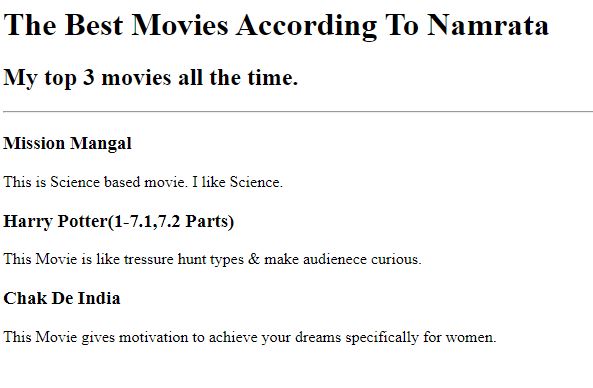 The Best Movies According To Namrata
My top 3 movies all the time.
Mission Mangal
This is Science based movie. I like Science.
Harry Potter(1-7.1,7.2 Parts)
This Movie is like tressure hunt types & make audienece curious.
Chak De India
This Movie gives motivation to achieve your dreams specifically for women.